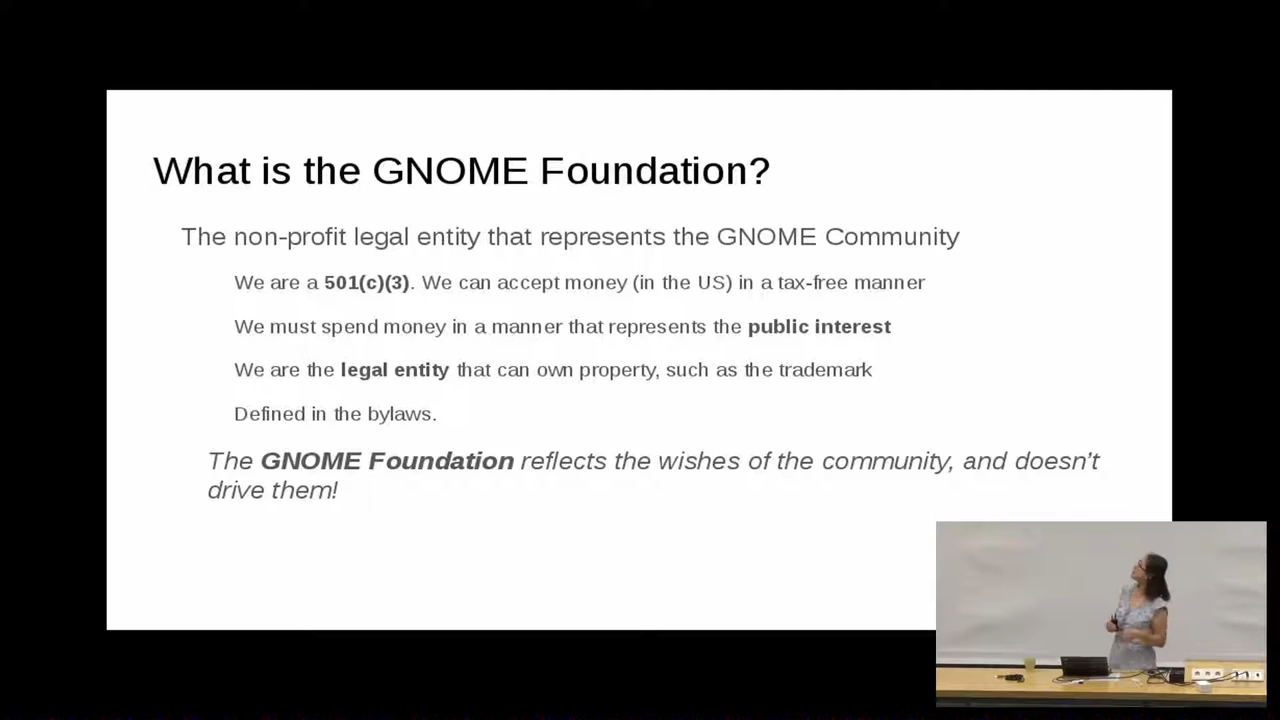 What is the GNOME Foundation?
The non-profit legal entity that represents the GNOME Community
We are a 501(c)(3). We can accept money (in the US) in a tax-free manner
We must spend money in a manner that represents the public interest
We are the legal entity that can own property, such as the trademark
Defined in the bylaws.
The GNOME Foundation reflects the wishes of the community, and doesn't
drive them!